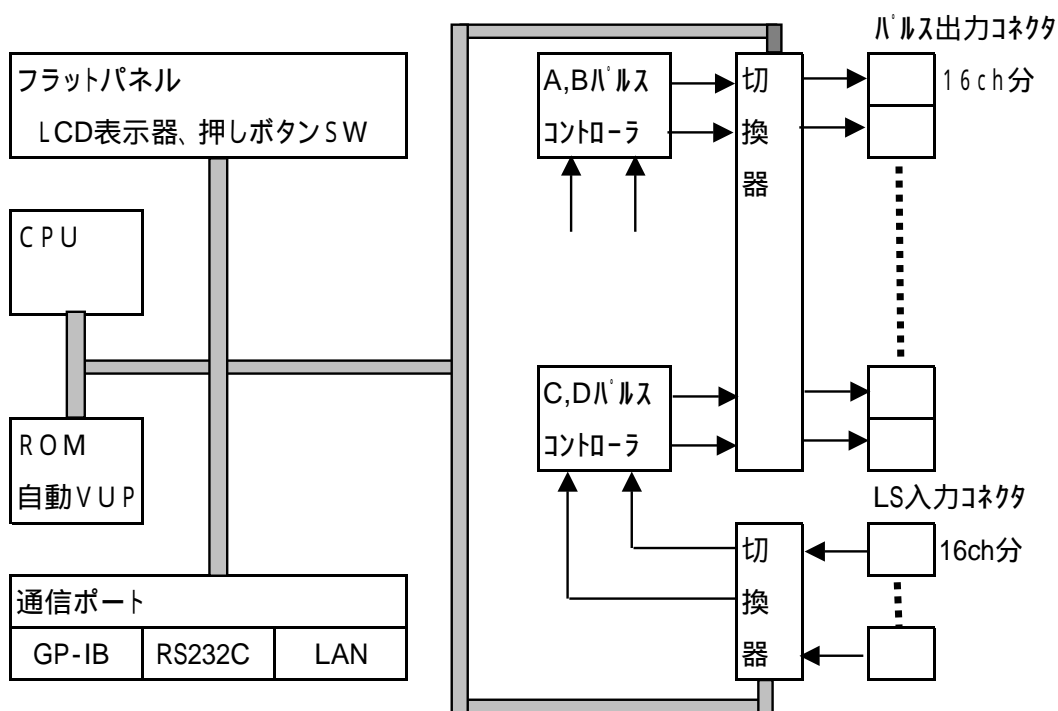 パルス出力コネクタ
フラットパネル
LCD表示器、押しボタンSW
A,Bパルス
コントローラ
切
換
器
16ch分
CPU
C,Dパルス
コントローラ
ROM
自動VUP
LS入力コネクタ
切
換
器
16ch分
通信ポート
GP-IB
RS232C
LAN